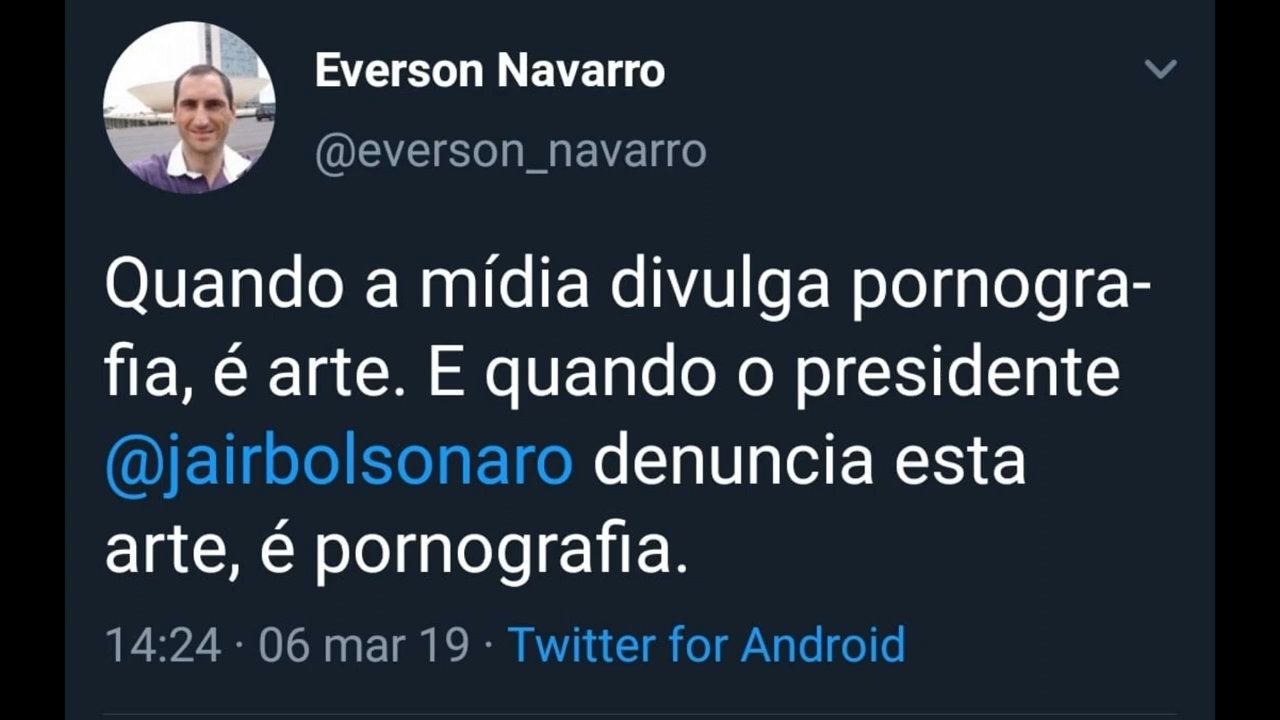 Everson Navarro
@everson_navarro
Quando a mídia divulga pornogra-
fia, é arte. E quando o presidente
@jairbolsonaro denuncia esta
arte, é pornografia.
14:24 · 06 mar 19 · Twitter for Android